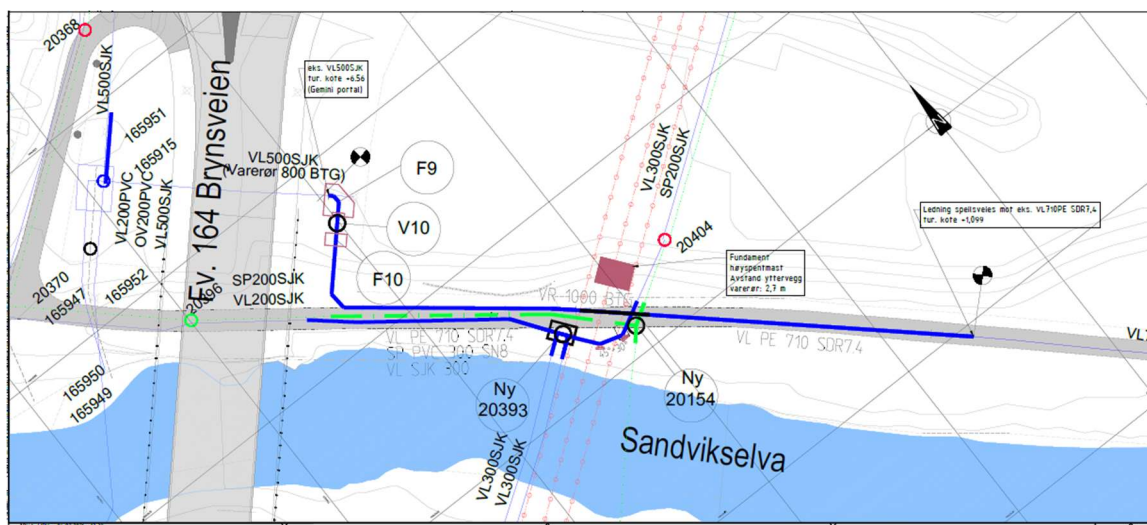 20368
VL500SJK
165951
165915
VL200PVC
OV200PVC
VL500SJK
Ev. 164 Brynsveien
eks. VL500SJK
tur. kote +6.56
(Gemini portal)
VL500SJK
(Varerør 800 BTG)
F9
V10
F10
VL300SJK
SP200SJK
20404
Ledning speilsveies mot eks. VL710PE SDR7,4
tur. kote +1,099
Fundament
høyspentmast
Avstand yttervegg
varerør: 2,7 m
20370
165947
165952
20396
SP200SJK
VL200SJK
VR 1000 BTG
VL PE 710 SDR7.4
SP PVC 200 SN8
VL SJK 300
VL PE 710 SDR7.4
165950
165949
Ny
20393
Ny
20154
VL300SJK
VL300SJK
Sandvikselva